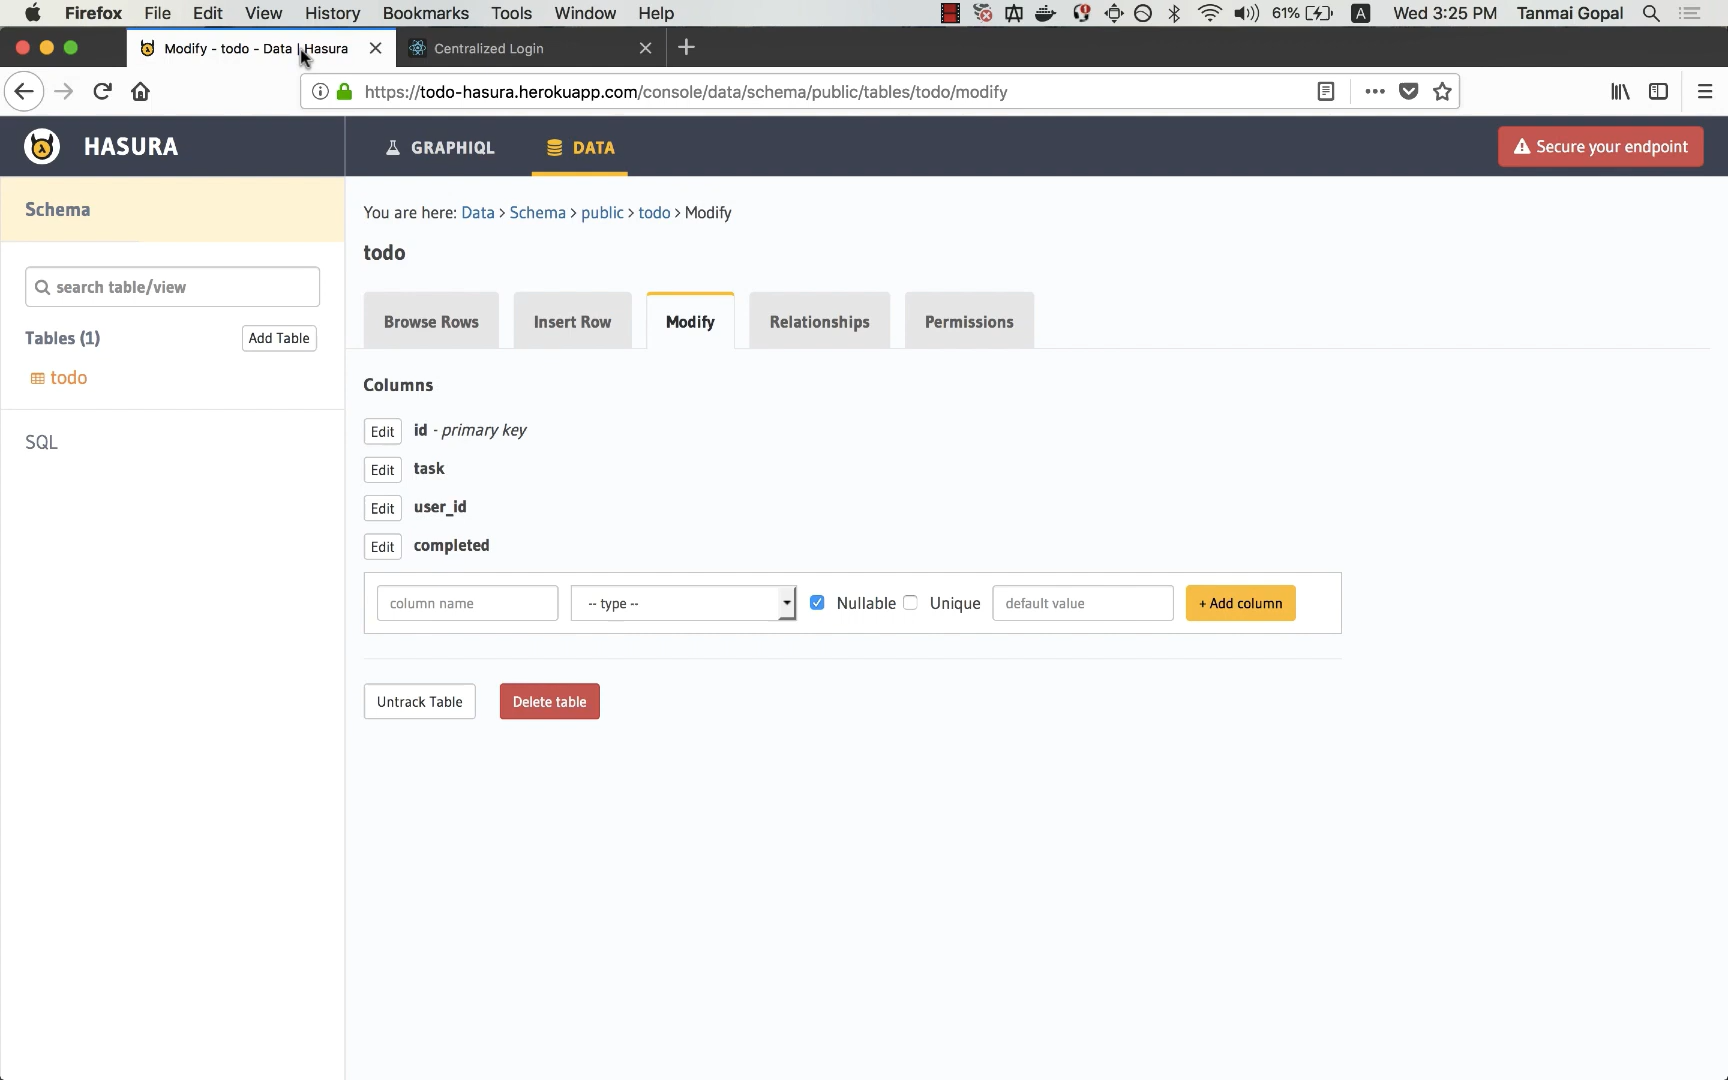 Firefox File Edit View History Bookmarks Tools Window Help 61% A Wed 3:25 PM Tanmai Gopal
Modify - todo - Data | Hasura Centralized Login
https://todo-hasura.herokuapp.com/console/data/schema/public/tables/todo/modify
HASURA GRAPHIQL DATA Secure your endpoint
Schema
You are here: Data > Schema > public > todo > Modify
todo
search table/view
Browse Rows Insert Row Modify Relationships Permissions
Tables (1) Add Table
todo
Columns
Edit id - primary key
SQL
Edit task
Edit user_id
Edit completed
column name -- type -- Nullable Unique default value + Add column
Untrack Table Delete table